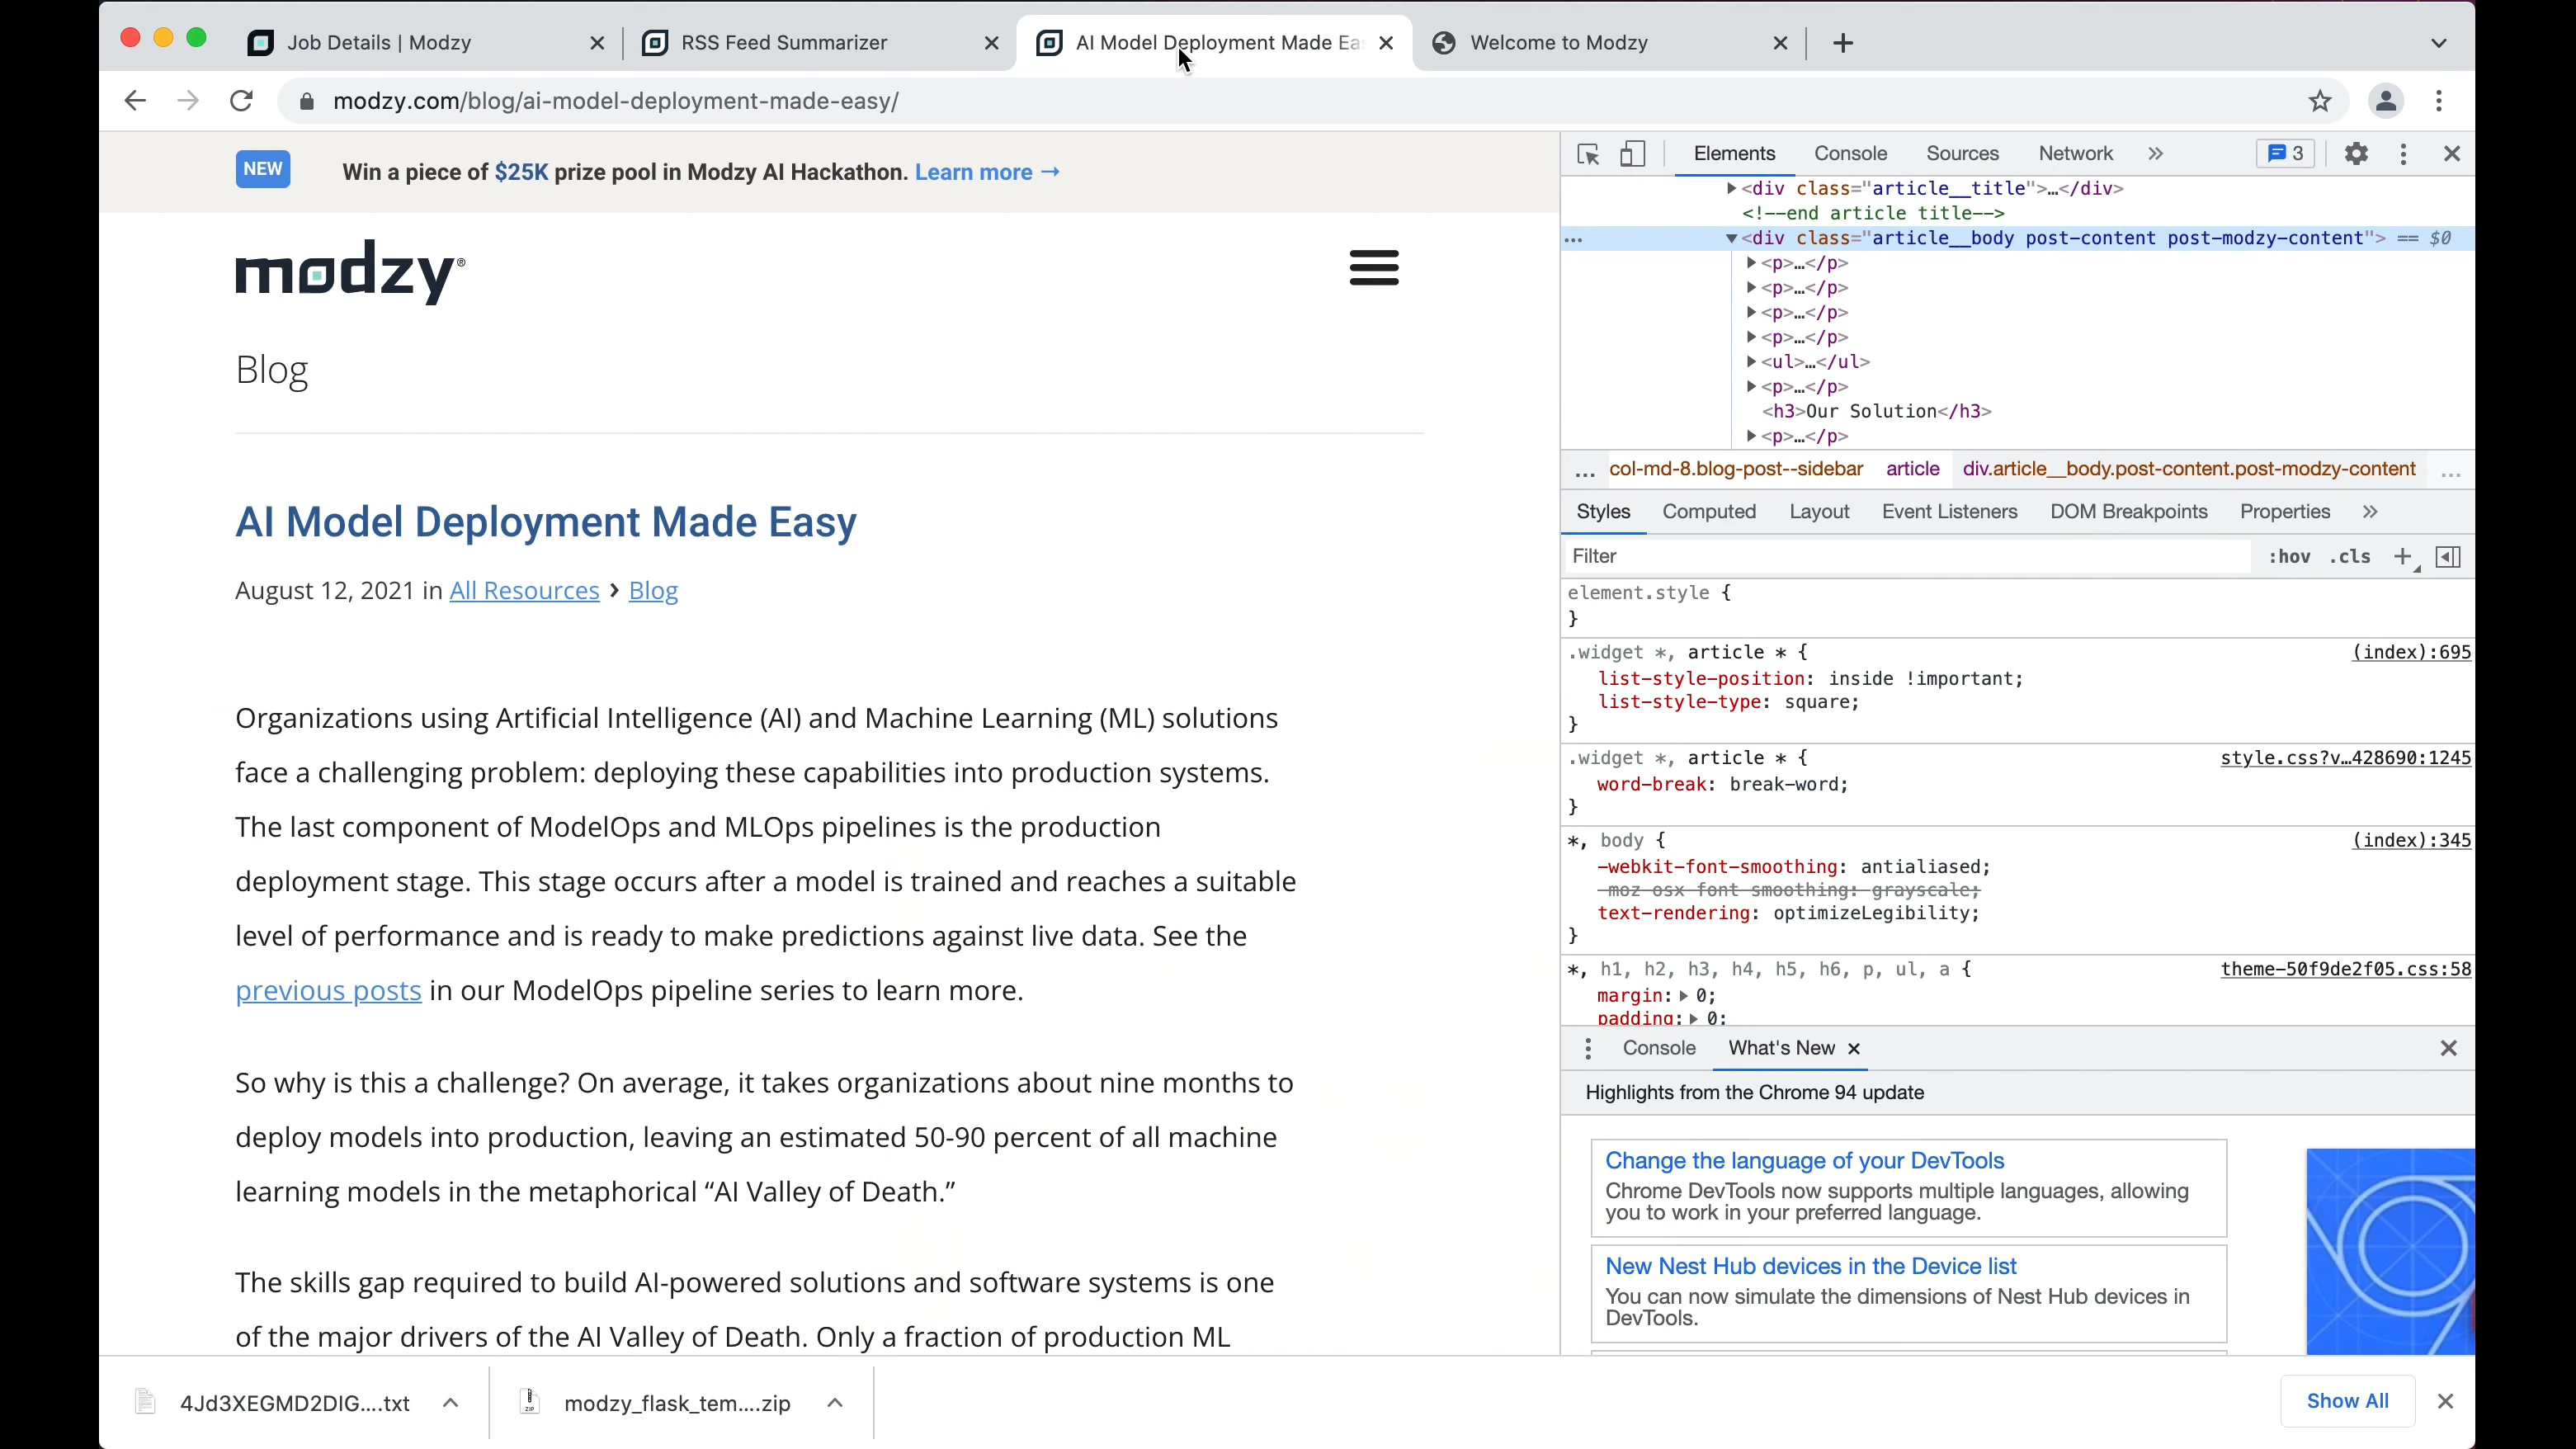 Job Details | Modzy
RSS Feed Summarizer
AI Model Deployment Made Ea
Welcome to Modzy
modzy.com/blog/ai-model-deployment-made-easy/
NEW
Win a piece of $25K prize pool in Modzy AI Hackathon. Learn more →
modzy®
Blog
AI Model Deployment Made Easy
August 12, 2021 in All Resources › Blog
Organizations using Artificial Intelligence (AI) and Machine Learning (ML) solutions
face a challenging problem: deploying these capabilities into production systems.
The last component of ModelOps and MLOps pipelines is the production
deployment stage. This stage occurs after a model is trained and reaches a suitable
level of performance and is ready to make predictions against live data. See the
previous posts in our ModelOps pipeline series to learn more.
So why is this a challenge? On average, it takes organizations about nine months to
deploy models into production, leaving an estimated 50-90 percent of all machine
learning models in the metaphorical “AI Valley of Death.”
The skills gap required to build AI-powered solutions and software systems is one
of the major drivers of the AI Valley of Death. Only a fraction of production ML
Elements Console Sources Network » 3
<div class="article__title">…</div>
<!--end article title-->
… <div class="article__body post-content post-modzy-content"> == $0
<p>…</p>
<p>…</p>
<p>…</p>
<p>…</p>
<ul>…</ul>
<p>…</p>
<h3>Our Solution</h3>
<p>…</p>
… col-md-8.blog-post--sidebar article div.article__body.post-content.post-modzy-content …
Styles Computed Layout Event Listeners DOM Breakpoints Properties »
Filter :hov .cls +
element.style {
}
.widget *, article * { (index):695
list-style-position: inside !important;
list-style-type: square;
}
.widget *, article * { style.css?v…428690:1245
word-break: break-word;
}
*, body { (index):345
-webkit-font-smoothing: antialiased;
-moz-osx-font-smoothing: grayscale;
text-rendering: optimizeLegibility;
}
*, h1, h2, h3, h4, h5, h6, p, ul, a { theme-50f9de2f05.css:58
margin: 0;
padding: 0;
Console What's New
Highlights from the Chrome 94 update
Change the language of your DevTools
Chrome DevTools now supports multiple languages, allowing
you to work in your preferred language.
New Nest Hub devices in the Device list
You can now simulate the dimensions of Nest Hub devices in
DevTools.
4Jd3XEGMD2DIG....txt
ZIP
modzy_flask_tem....zip
Show All